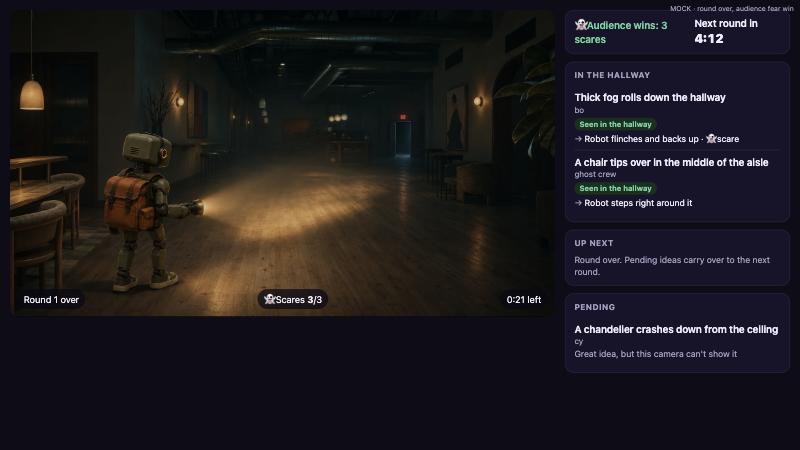 MOCK · round over, audience fear win
👻Audience wins: 3
scares
Next round in
4:12
IN THE HALLWAY
Thick fog rolls down the hallway
bo
Seen in the hallway
→ Robot flinches and backs up · 👻scare
A chair tips over in the middle of the aisle
ghost crew
Seen in the hallway
→ Robot steps right around it
UP NEXT
Round over. Pending ideas carry over to the next
round.
PENDING
A chandelier crashes down from the ceiling
cy
Great idea, but this camera can't show it
Round 1 over
👻Scares 3/3
0:21 left